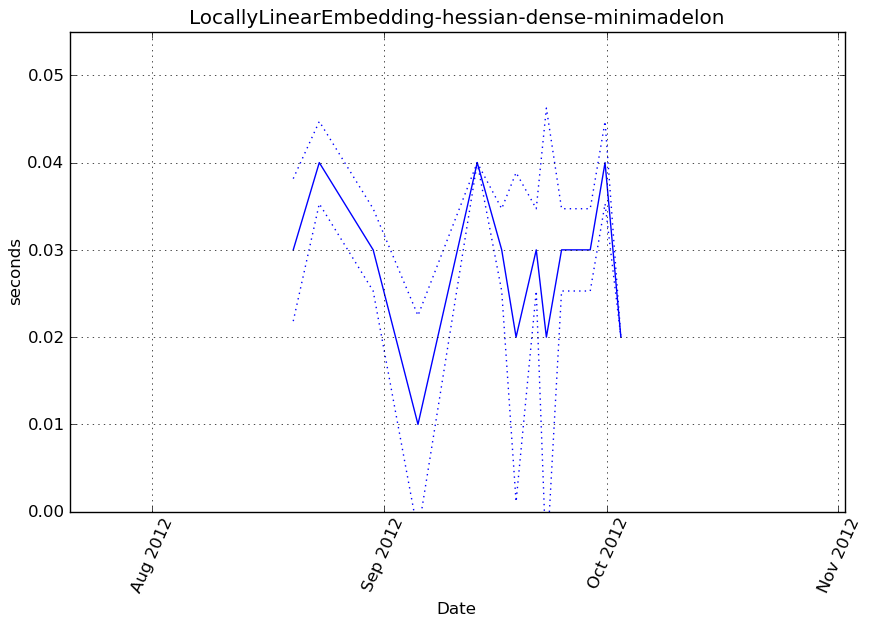 LocallyLinearEmbedding-hessian-dense-minimadelon
0.05
0.04
0.03
0.02
0.01
0.00
seconds
Aug 2012
Sep 2012
Oct 2012
Nov 2012
Date